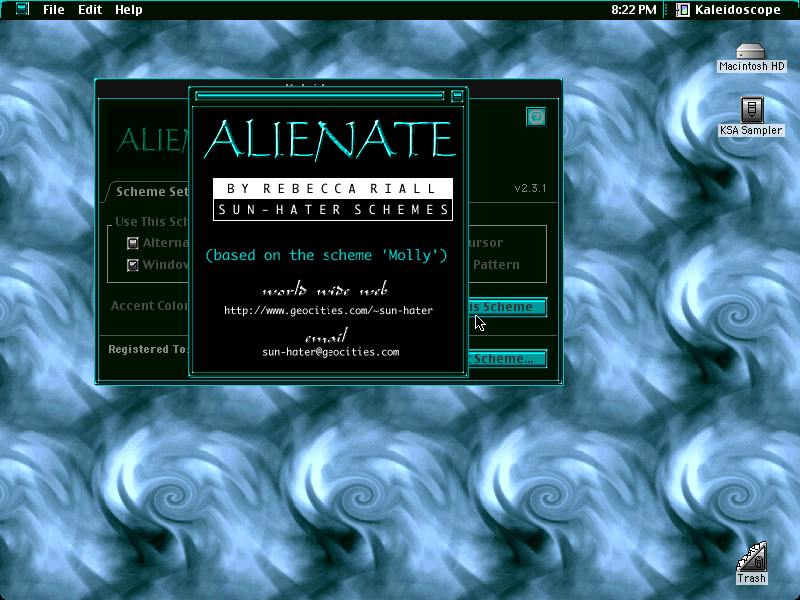 File Edit Help
8:22 PM Kaleidoscope
Macintosh HD
KSA Sampler
ALIENATE
BY REBECCA RIALL
SUN-HATER SCHEMES
(based on the scheme 'Molly')
world wide web
http://www.geocities.com/~sun-hater
email
sun-hater@geocities.com
v2.3.1
Scheme Set
Use This Sch
Alterna
ursor
Window
Pattern
Accent Color
is Scheme
Registered To:
Scheme...
Trash